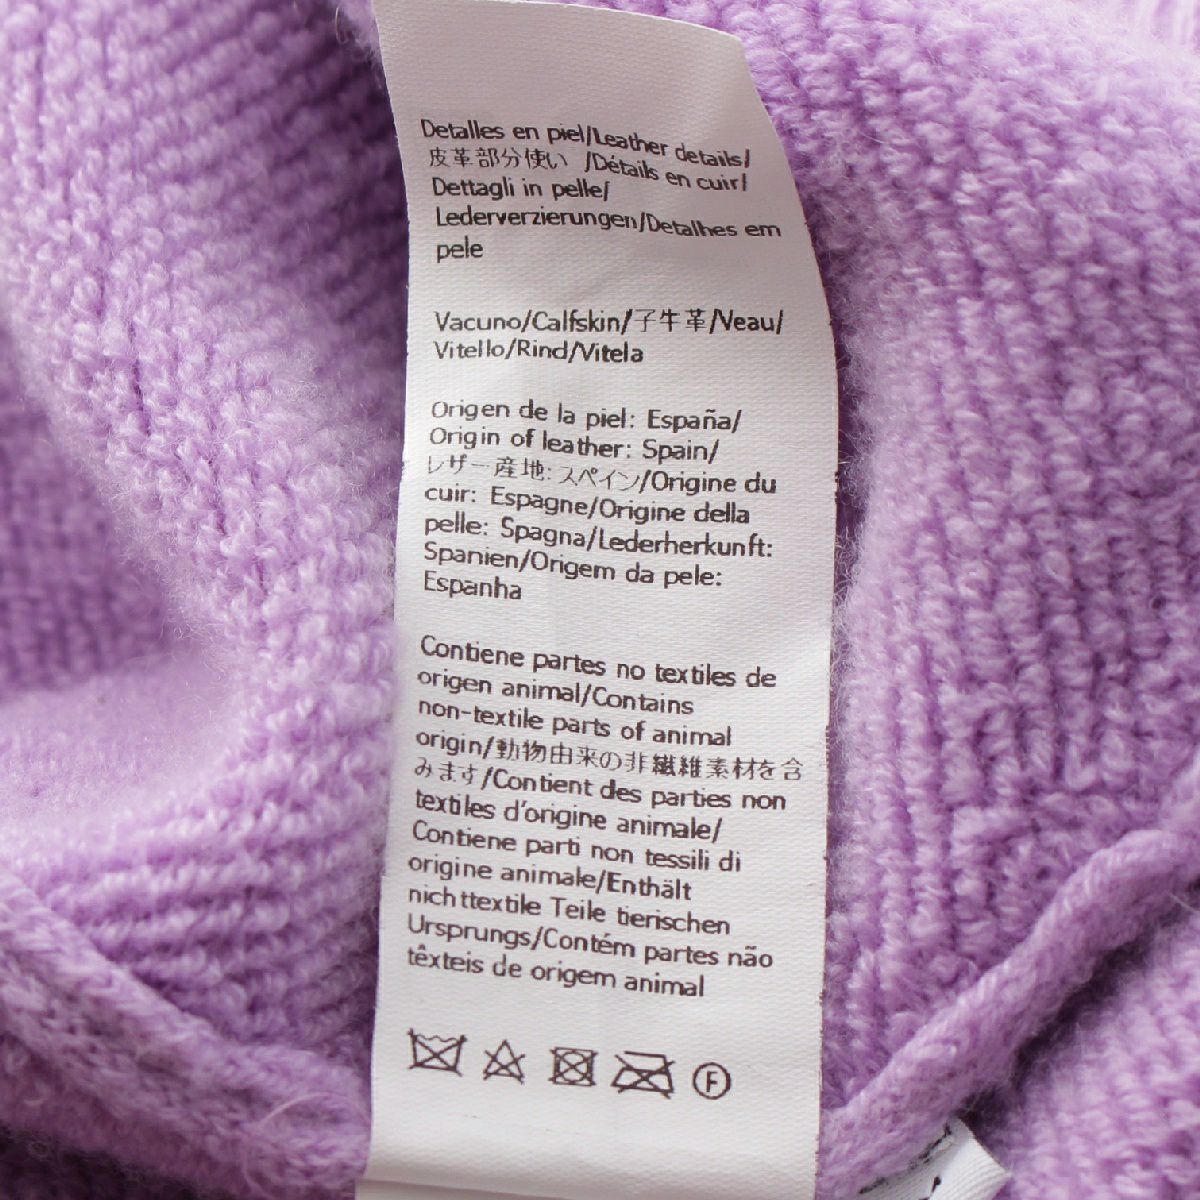 Detalles en piel/Leather details/
皮革部分使い /Détails en cuir/
Dettagli in pelle/
Lederverzierungen/Detalhes em
pele
Vacuno/Calfskin/子牛革/Veau/
Vitello/Rind/Vitela
Origen de la piel: España/
Origin of leather: Spain/
レザー産地: スペイン/Origine du
cuir: Espagne/Origine della
pelle: Spagna/Lederherkunft:
Spanien/Origem da pele:
Espanha
Contiene partes no textiles de
origen animal/Contains
non-textile parts of animal
origin/動物由来の非繊維素材を含
みます/Contient des parties non
textiles d'origine animale/
Contiene parti non tessili di
origine animale/Enthält
nichttextile Teile tierischen
Ursprungs/Contém partes não
têxteis de origem animal
F